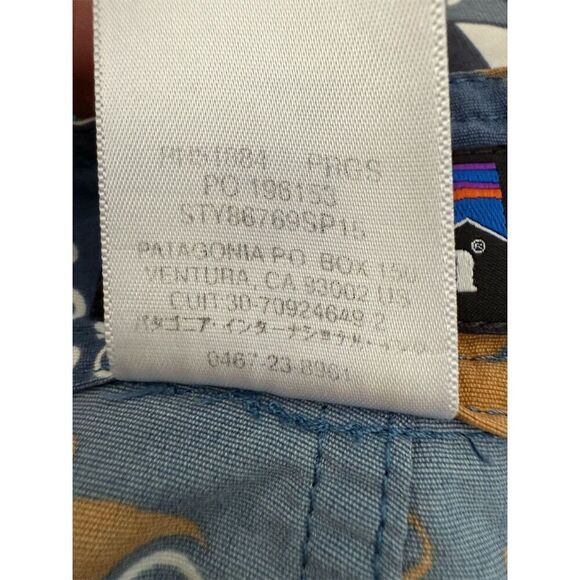 PO 196153
STY86769SP15
PATAGONIA P.O. BOX 150
VENTURA, CA 93002 US
CUIT 30-70924649-2
パタゴニア・インターナショナル・インク
0467-23-8961